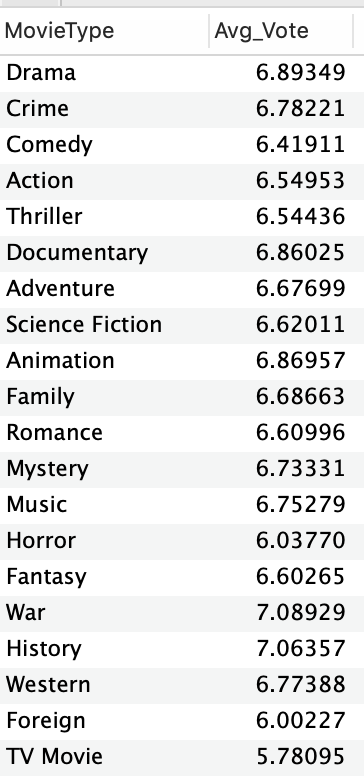 MovieType Avg_Vote
Drama 6.89349
Crime 6.78221
Comedy 6.41911
Action 6.54953
Thriller 6.54436
Documentary 6.86025
Adventure 6.67699
Science Fiction 6.62011
Animation 6.86957
Family 6.68663
Romance 6.60996
Mystery 6.73331
Music 6.75279
Horror 6.03770
Fantasy 6.60265
War 7.08929
History 7.06357
Western 6.77388
Foreign 6.00227
TV Movie 5.78095